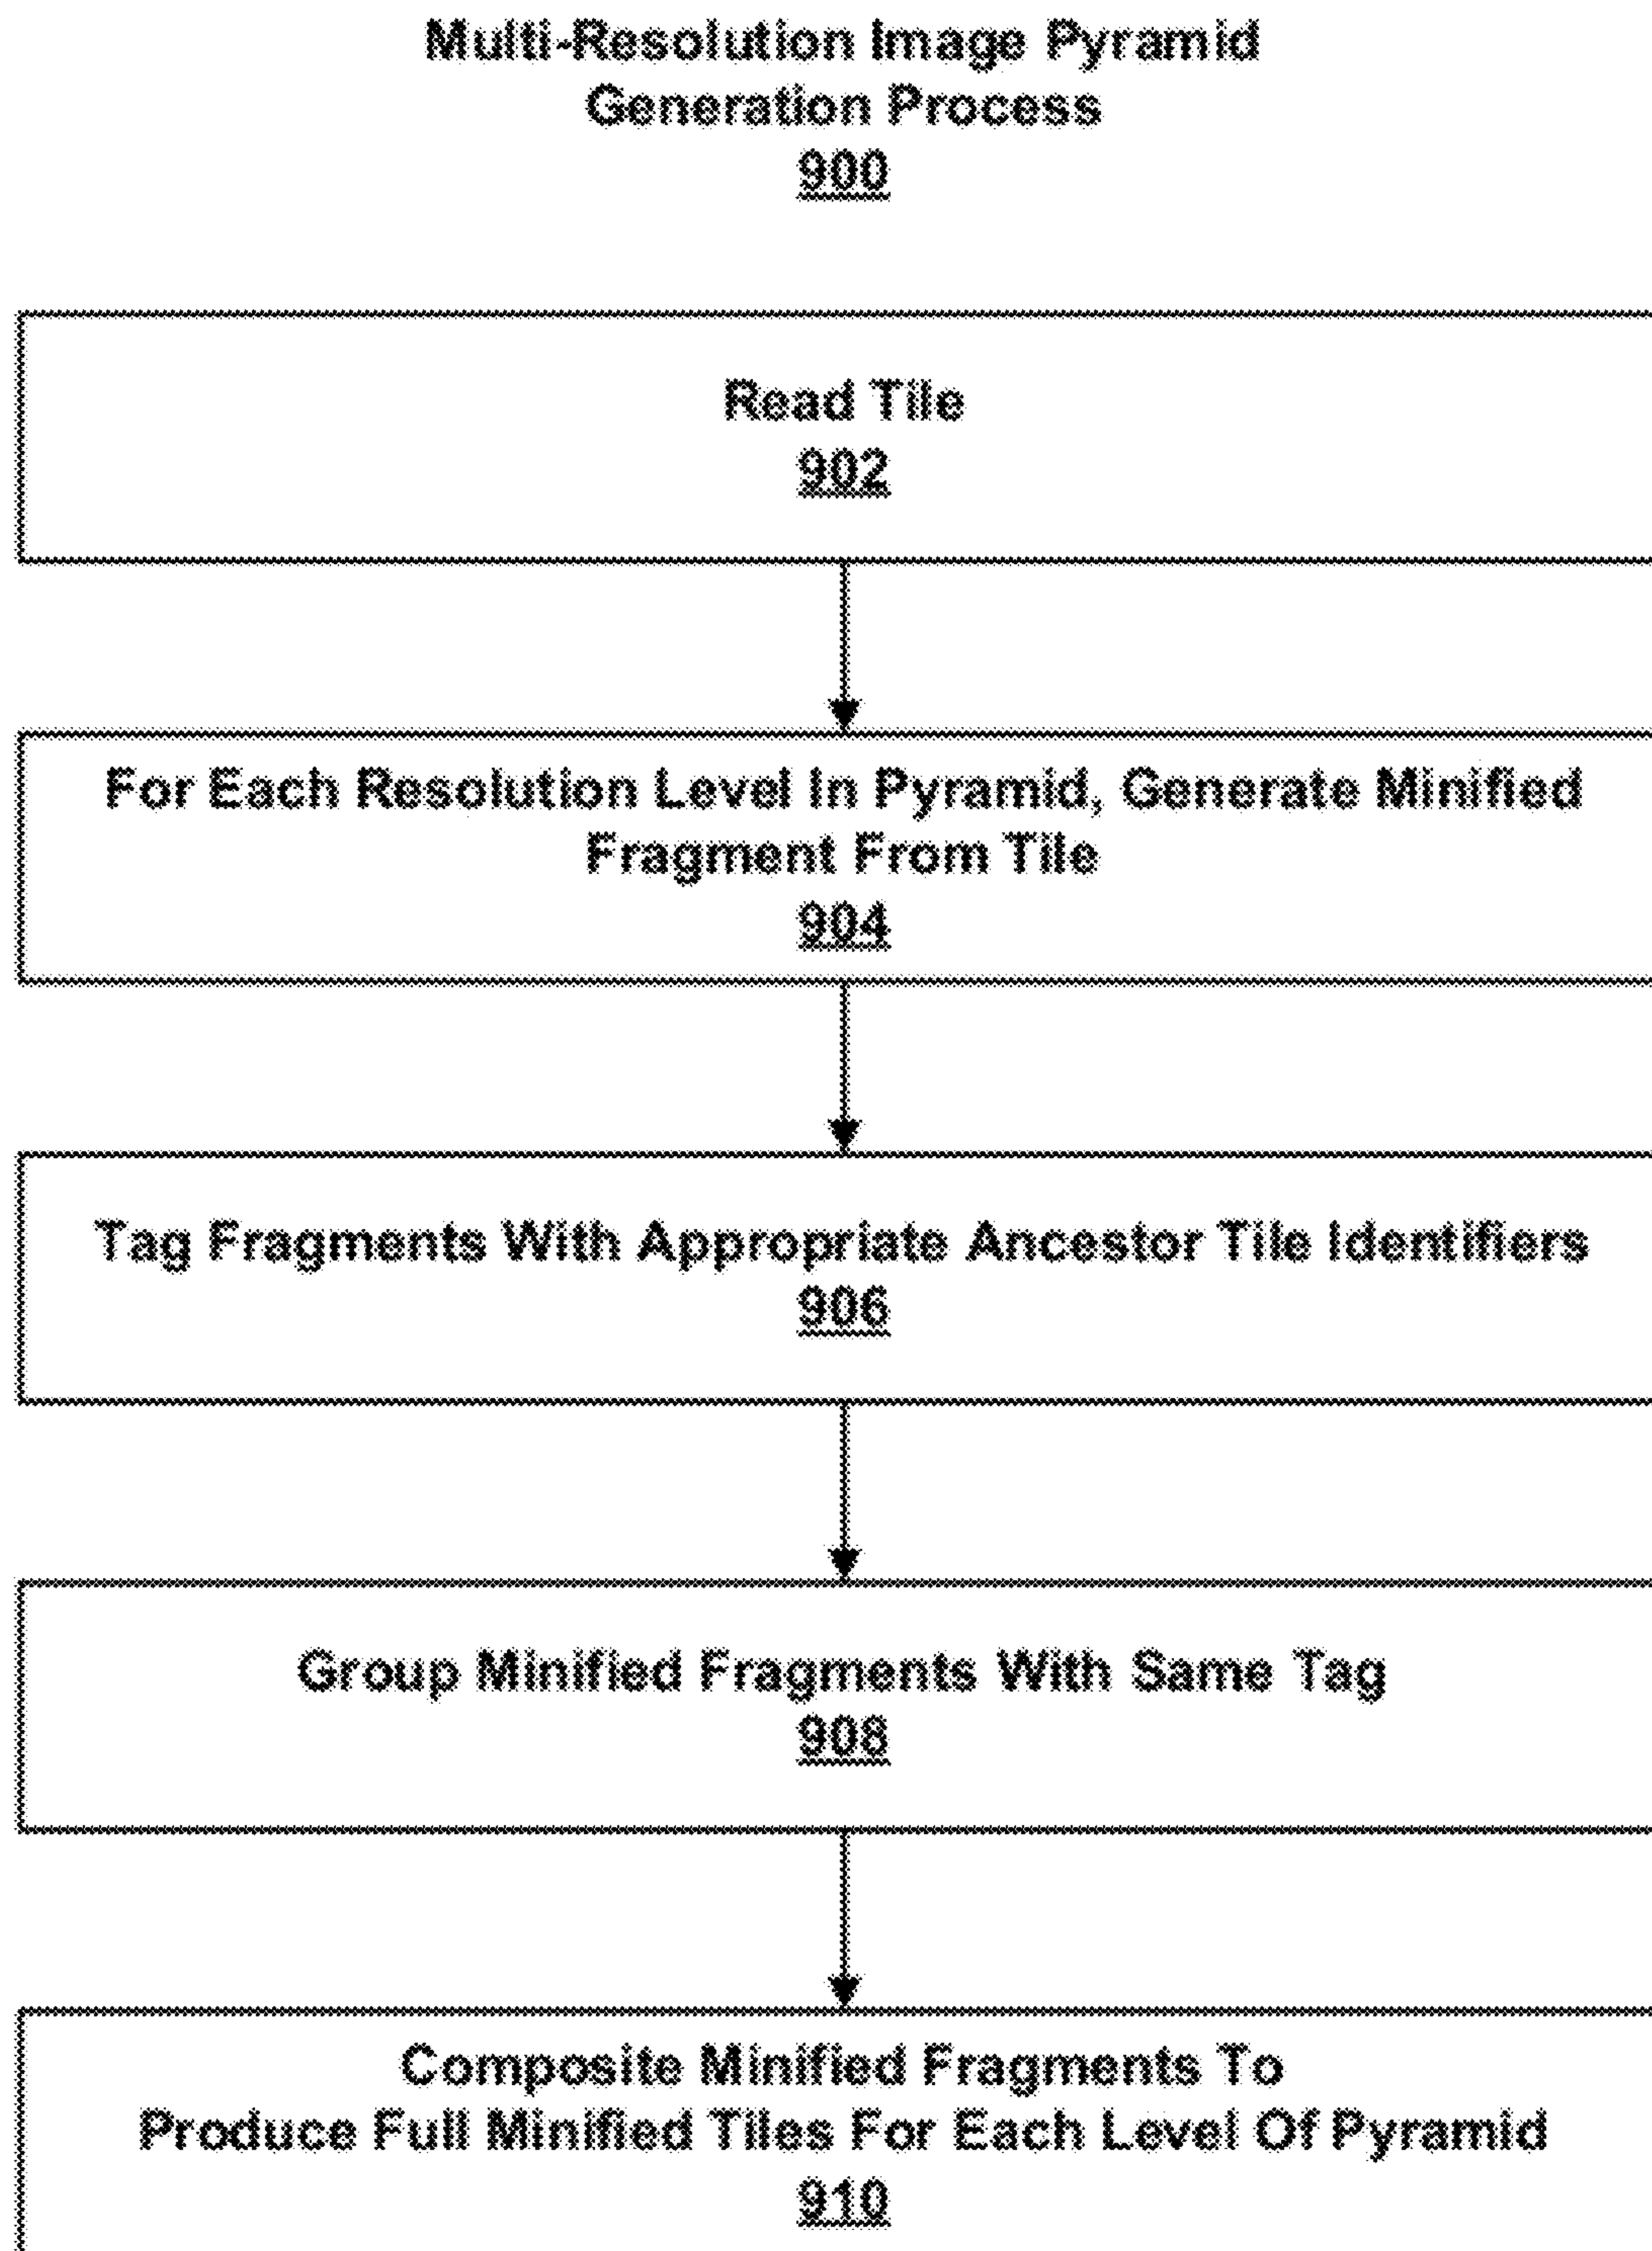 Multi-Resolution Image Pyramid
Generation Process
900
Read Tile
902
For Each Resolution Level In Pyramid, Generate Minified
Fragment From Tile
904
Tag Fragments With Appropriate Ancestor Tile Identifiers
906
Group Minified Fragments With Same Tag
908
Composite Minified Fragments To
Produce Full Minified Tiles For Each Level Of Pyramid
910